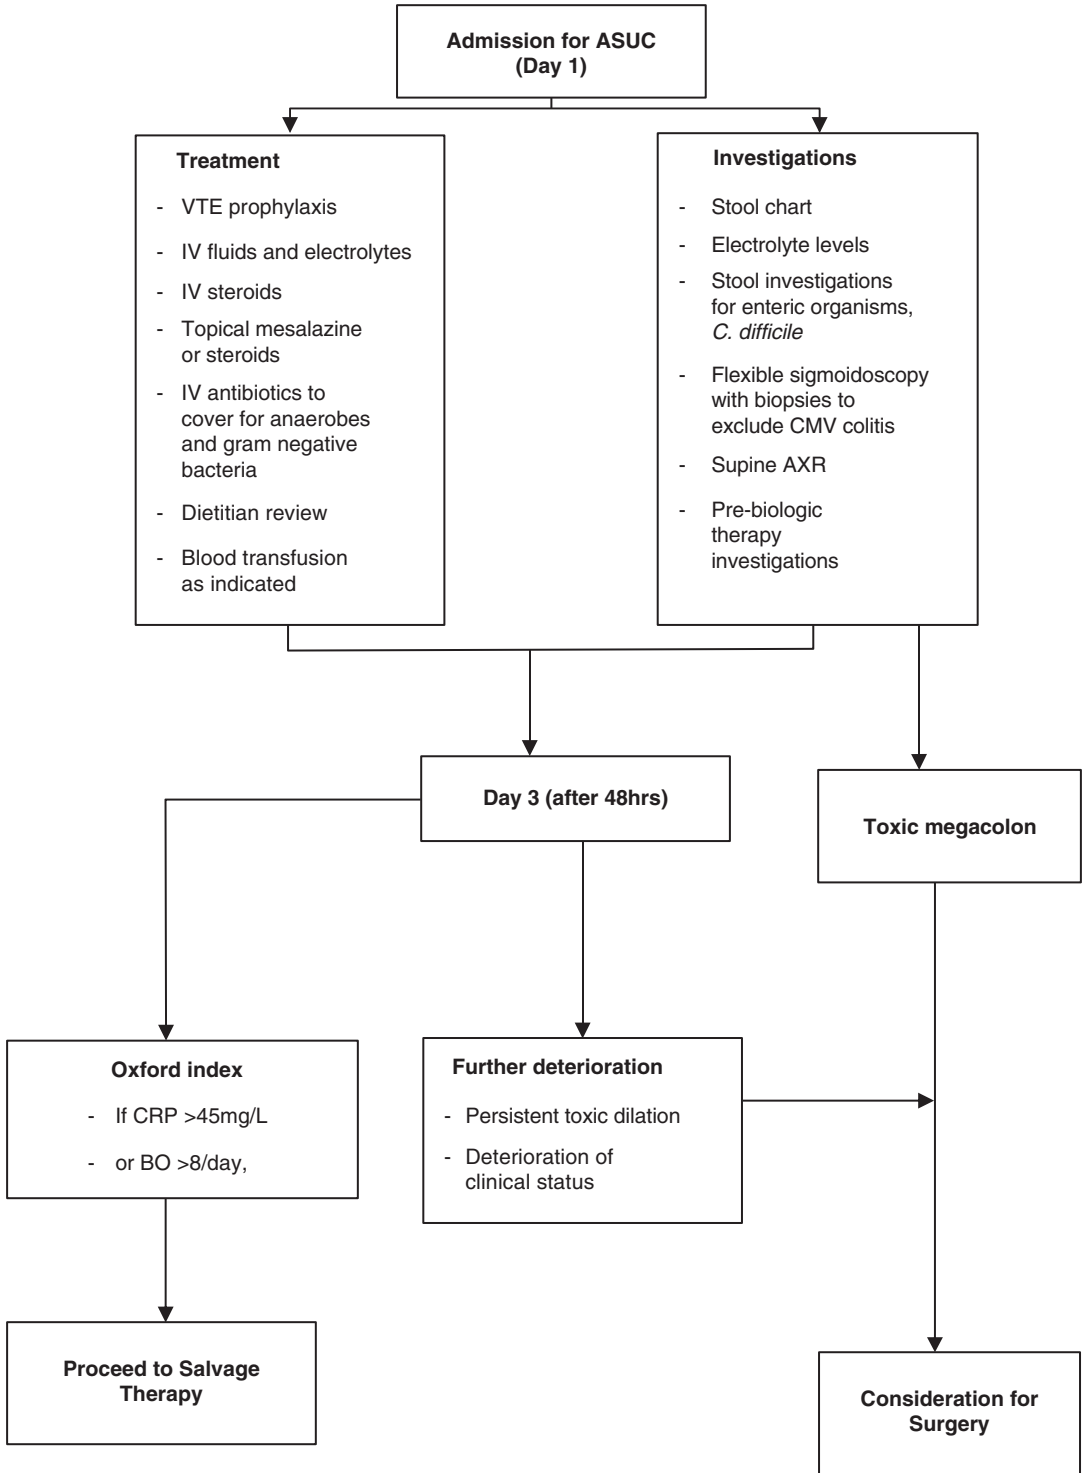 Admission for ASUC
(Day 1)
Treatment
- VTE prophylaxis
- IV fluids and electrolytes
- IV steroids
- Topical mesalazine
or steroids
- IV antibiotics to
cover for anaerobes
and gram negative
bacteria
- Dietitian review
- Blood transfusion
as indicated
Investigations
- Stool chart
- Electrolyte levels
- Stool investigations
for enteric organisms,
C. difficile
- Flexible sigmoidoscopy
with biopsies to
exclude CMV colitis
- Supine AXR
- Pre-biologic
therapy
investigations
Day 3 (after 48hrs)
Toxic megacolon
Oxford index
- If CRP >45mg/L
- or BO >8/day,
Further deterioration
- Persistent toxic dilation
- Deterioration of
clinical status
Proceed to Salvage
Therapy
Consideration for
Surgery